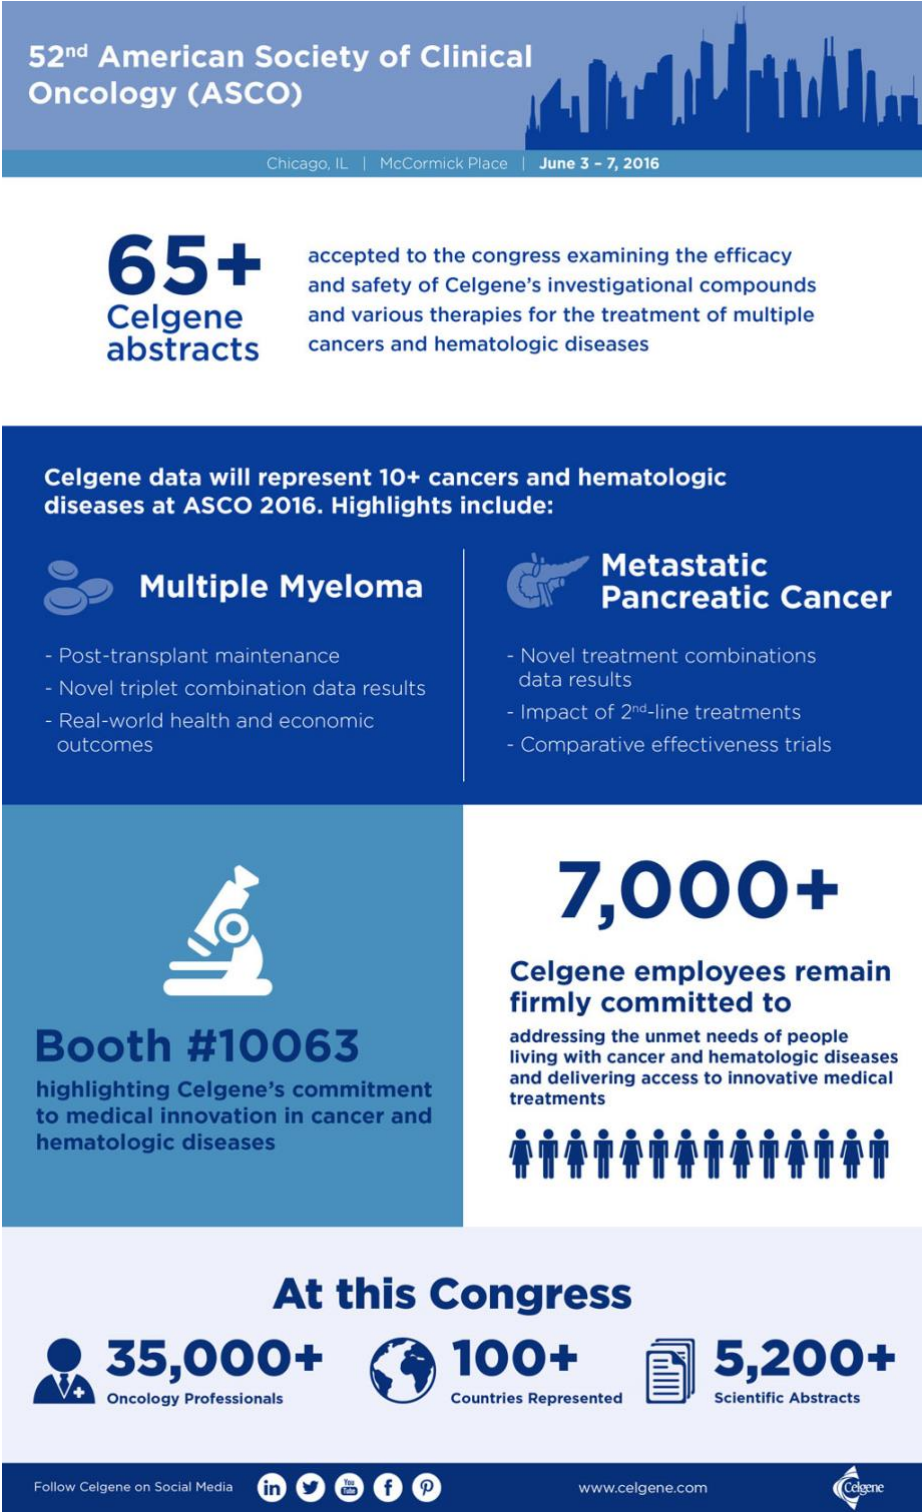 52nd American Society of Clinical
Oncology (ASCO)
Chicago, IL | McCormick Place | June 3 – 7, 2016
65+
Celgene
abstracts
accepted to the congress examining the efficacy
and safety of Celgene's investigational compounds
and various therapies for the treatment of multiple
cancers and hematologic diseases
Celgene data will represent 10+ cancers and hematologic
diseases at ASCO 2016. Highlights include:
Multiple Myeloma
- Post-transplant maintenance
- Novel triplet combination data results
- Real-world health and economic
outcomes
Metastatic
Pancreatic Cancer
- Novel treatment combinations
data results
- Impact of 2nd-line treatments
- Comparative effectiveness trials
Booth #10063
highlighting Celgene's commitment
to medical innovation in cancer and
hematologic diseases
7,000+
Celgene employees remain
firmly committed to
addressing the unmet needs of people
living with cancer and hematologic diseases
and delivering access to innovative medical
treatments
At this Congress
35,000+
Oncology Professionals
100+
Countries Represented
5,200+
Scientific Abstracts
Follow Celgene on Social Media
in
You
Tube
f
www.celgene.com
Celgene